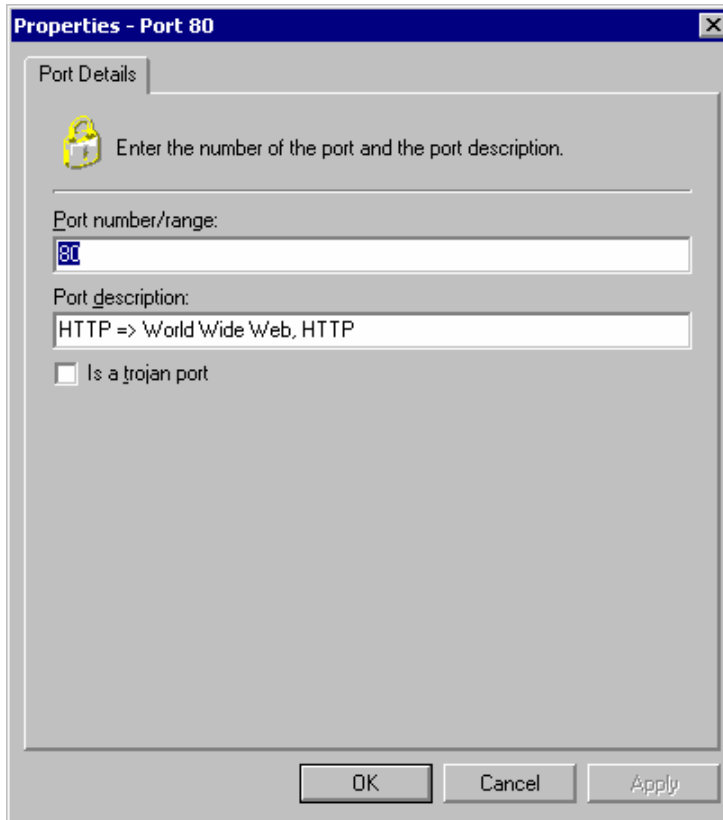 Properties - Port 80
Port Details
Enter the number of the port and the port description.
Port number/range:
80
Port description:
HTTP => World Wide Web, HTTP
Is a trojan port
OK
Cancel
Apply